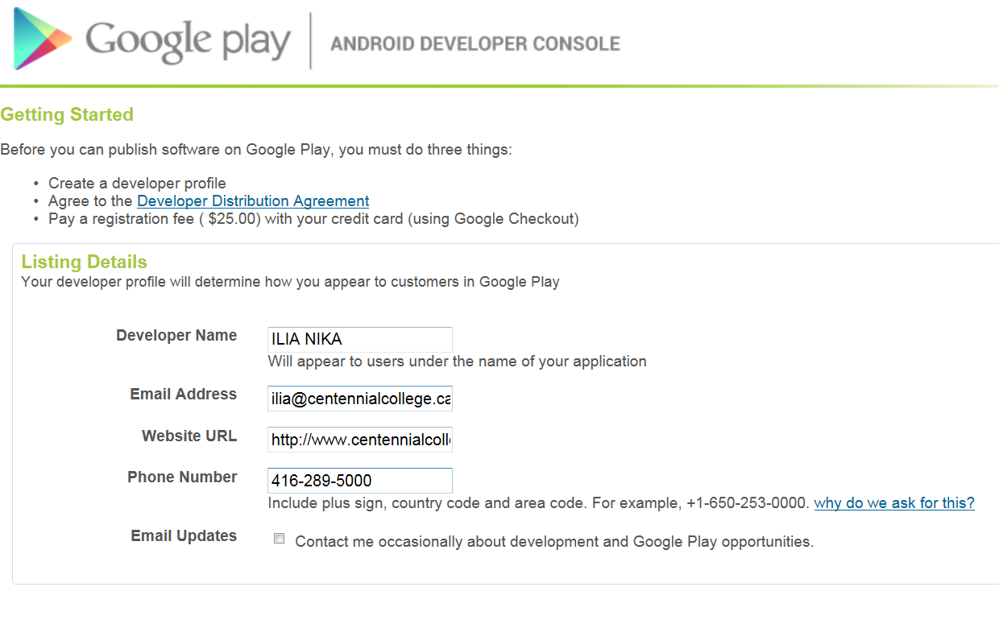 Google play | ANDROID DEVELOPER CONSOLE
Getting Started
Before you can publish software on Google Play, you must do three things:
• Create a developer profile
• Agree to the Developer Distribution Agreement
• Pay a registration fee ( $25.00) with your credit card (using Google Checkout)
Listing Details
Your developer profile will determine how you appear to customers in Google Play
Developer Name ILIA NIKA
Will appear to users under the name of your application
Email Address ilia@centennialcollege.ca
Website URL http://www.centennialcoll
Phone Number 416-289-5000
Include plus sign, country code and area code. For example, +1-650-253-0000. why do we ask for this?
Email Updates Contact me occasionally about development and Google Play opportunities.